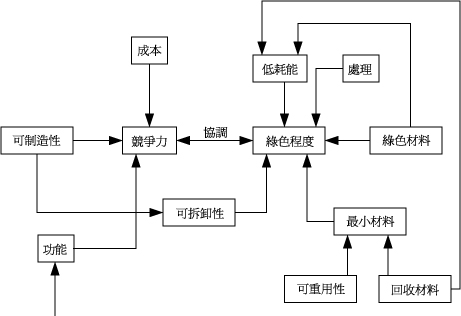 成本
低耗能
處理
可制造性
競爭力
協調
綠色程度
綠色材料
可拆卸性
最小材料
功能
可重用性
回收材料